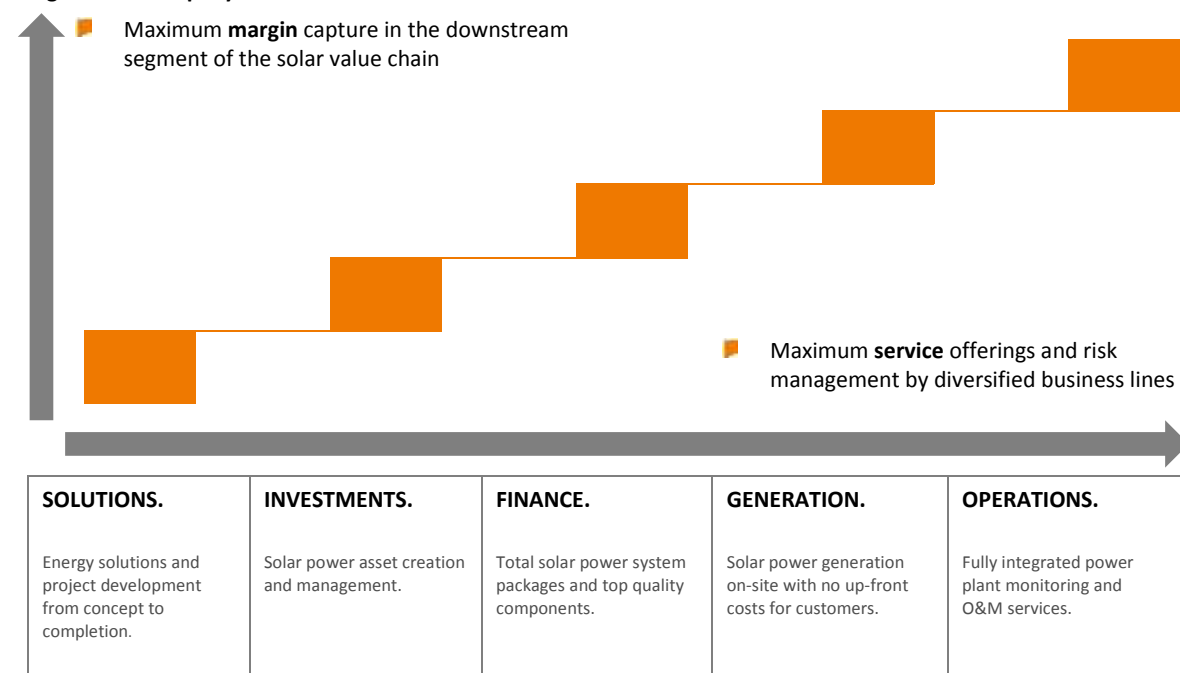 Maximum margin capture in the downstream
segment of the solar value chain
Maximum service offerings and risk
management by diversified business lines
SOLUTIONS.
Energy solutions and
project development
from concept to
completion.
INVESTMENTS.
Solar power asset creation
and management.
FINANCE.
Total solar power system
packages and top quality
components.
GENERATION.
Solar power generation
on-site with no up-front
costs for customers.
OPERATIONS.
Fully integrated power
plant monitoring and
O&M services.